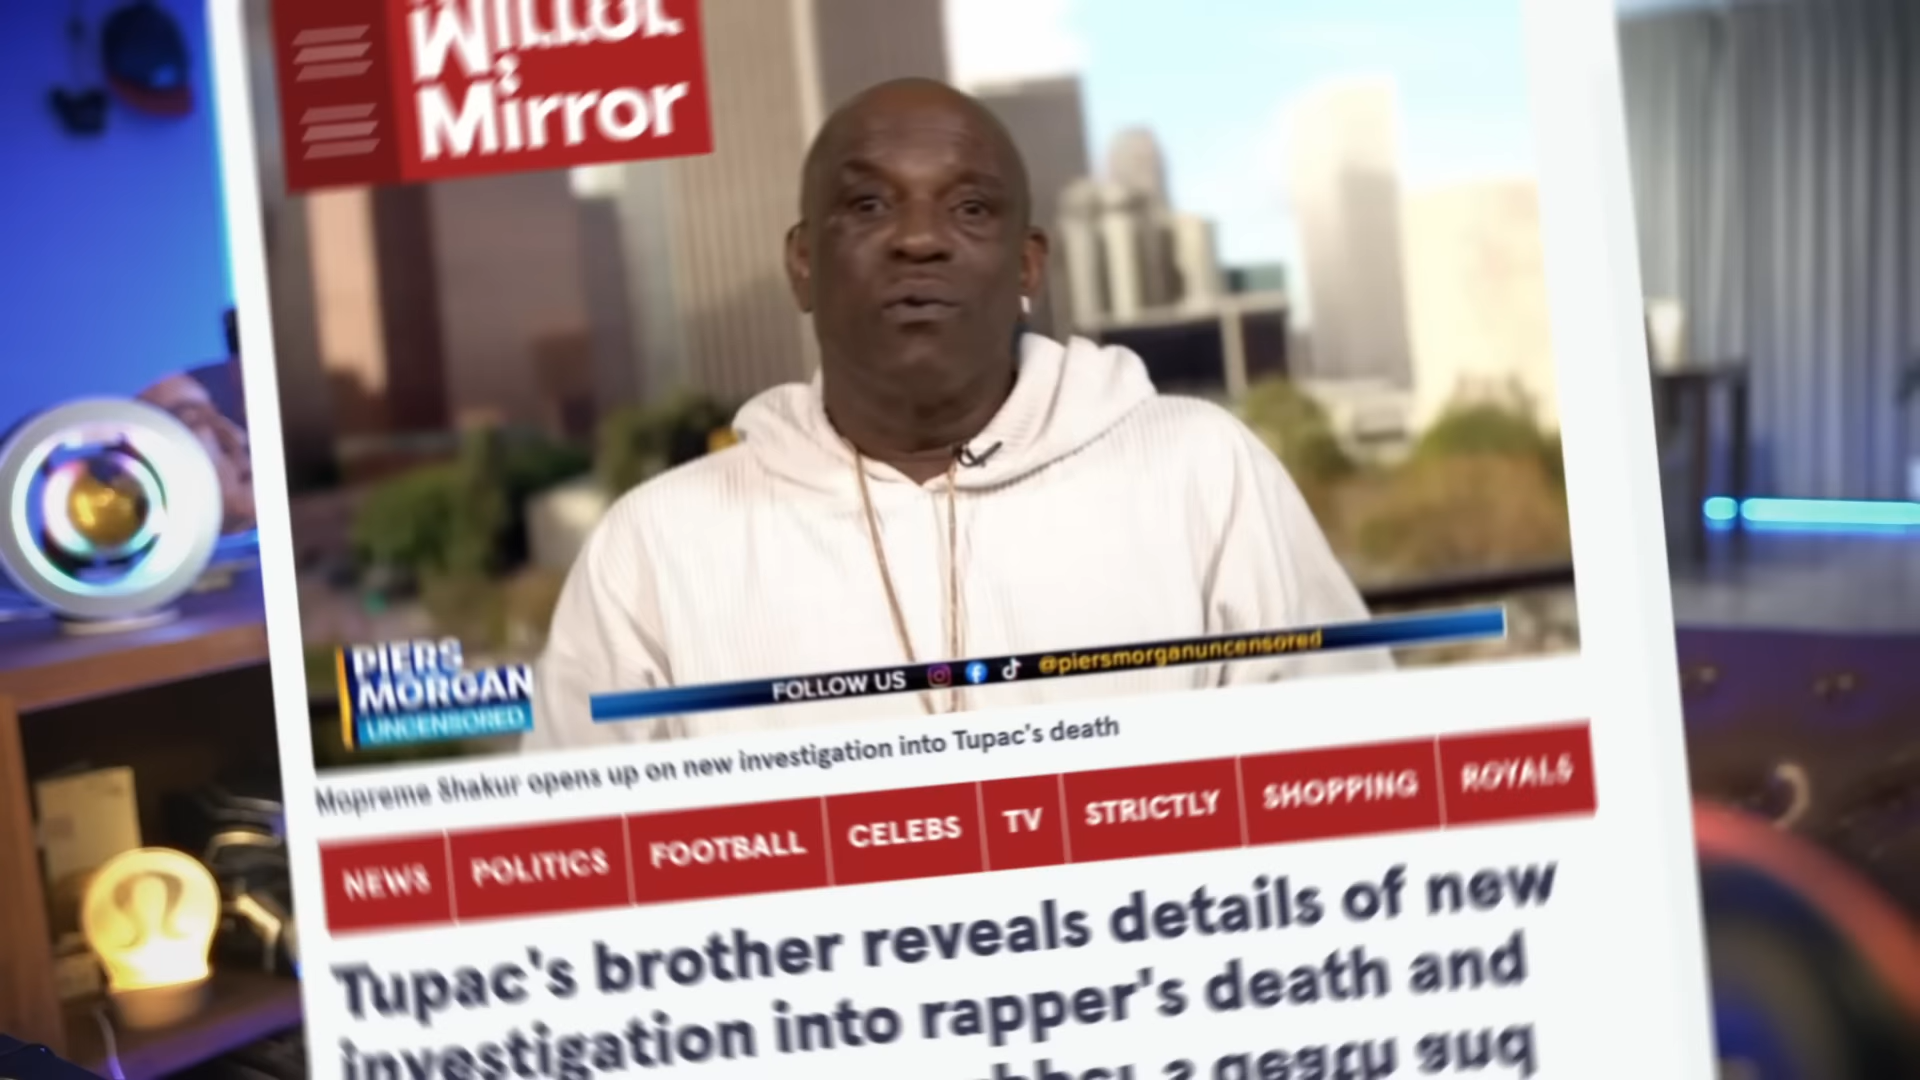 Mirror
PIERS
MORGAN
UNCENSORED
FOLLOW US @piersmorganuncensored
Mopreme Shakur opens up on new investigation into Tupac's death
NEWS POLITICS FOOTBALL CELEBS TV STRICTLY SHOPPING ROYALS
Tupac's brother reveals details of new
investigation into rapper's death and